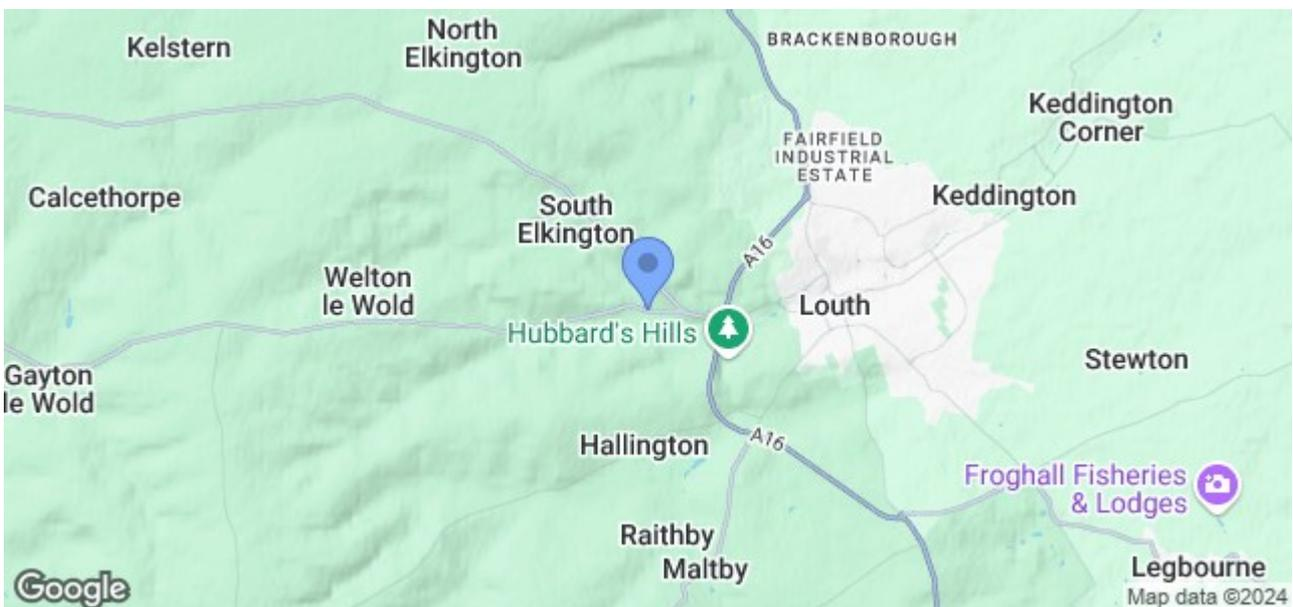 North
Elkington
BRACKENBOROUGH
Kelstern
Keddington
Corner
FAIRFIELD
INDUSTRIAL
ESTATE
Calcethorpe
South
Elkington
Keddington
A16
Welton
le Wold
Hubbard's Hills
Louth
Stewton
Gayton
le Wold
Hallington
A16
Froghall Fisheries
& Lodges
Raithby
Maltby
Legbourne
Google
Map data ©2024